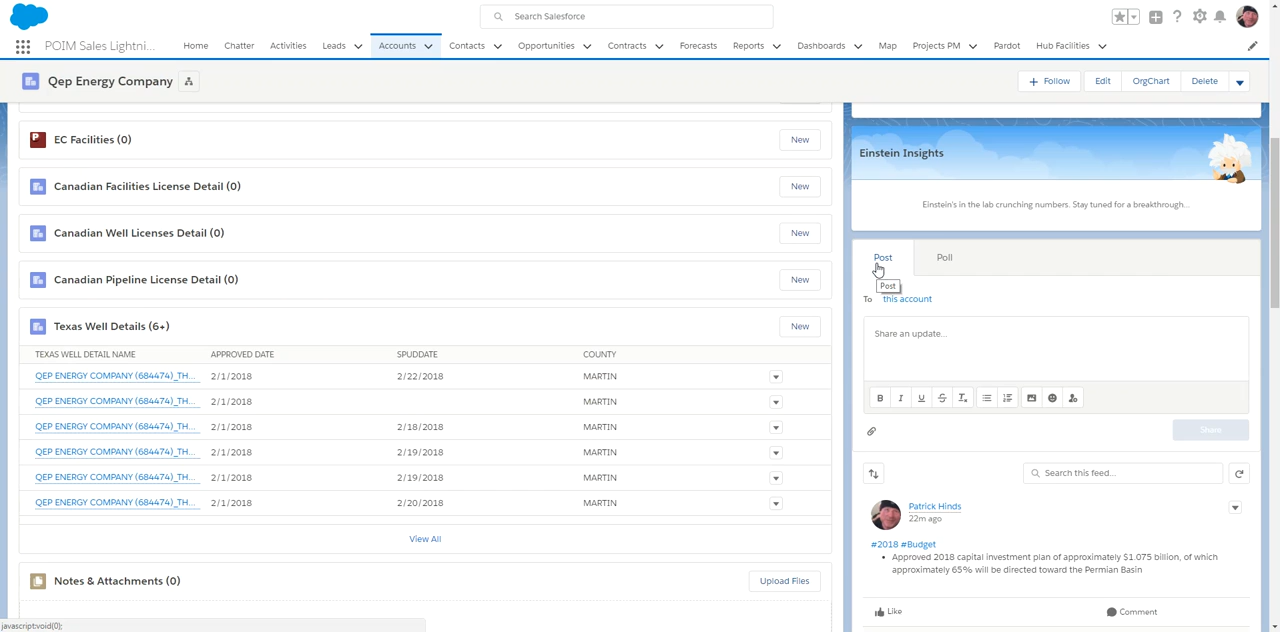 Search Salesforce
POIM Sales Lightni...
Home
Chatter
Activities
Leads
Accounts
Contacts
Opportunities
Contracts
Forecasts
Reports
Dashboards
Map
Projects PM
Pardot
Hub Facilities
Qep Energy Company
+ Follow
Edit
OrgChart
Delete
EC Facilities (0)
New
Canadian Facilities License Detail (0)
New
Canadian Well Licenses Detail (0)
New
Canadian Pipeline License Detail (0)
New
Texas Well Details (6+)
New
TEXAS WELL DETAIL NAME APPROVED DATE SPUDDATE COUNTY
QEP ENERGY COMPANY (684474)_TH... 2/1/2018 2/22/2018 MARTIN
QEP ENERGY COMPANY (684474)_TH... 2/1/2018 MARTIN
QEP ENERGY COMPANY (684474)_TH... 2/1/2018 2/18/2018 MARTIN
QEP ENERGY COMPANY (684474)_TH... 2/1/2018 2/19/2018 MARTIN
QEP ENERGY COMPANY (684474)_TH... 2/1/2018 2/19/2018 MARTIN
QEP ENERGY COMPANY (684474)_TH... 2/1/2018 2/20/2018 MARTIN
View All
Notes & Attachments (0)
Upload Files
javascript:void(0);
Einstein Insights
Einstein's in the lab crunching numbers. Stay tuned for a breakthrough...
Post
Poll
Post
To this account
Share an update...
B I U S Tx
Share
Search this feed...
Patrick Hinds
22m ago
#2018 #Budget
• Approved 2018 capital investment plan of approximately $1.075 billion, of which
approximately 65% will be directed toward the Permian Basin
Like
Comment